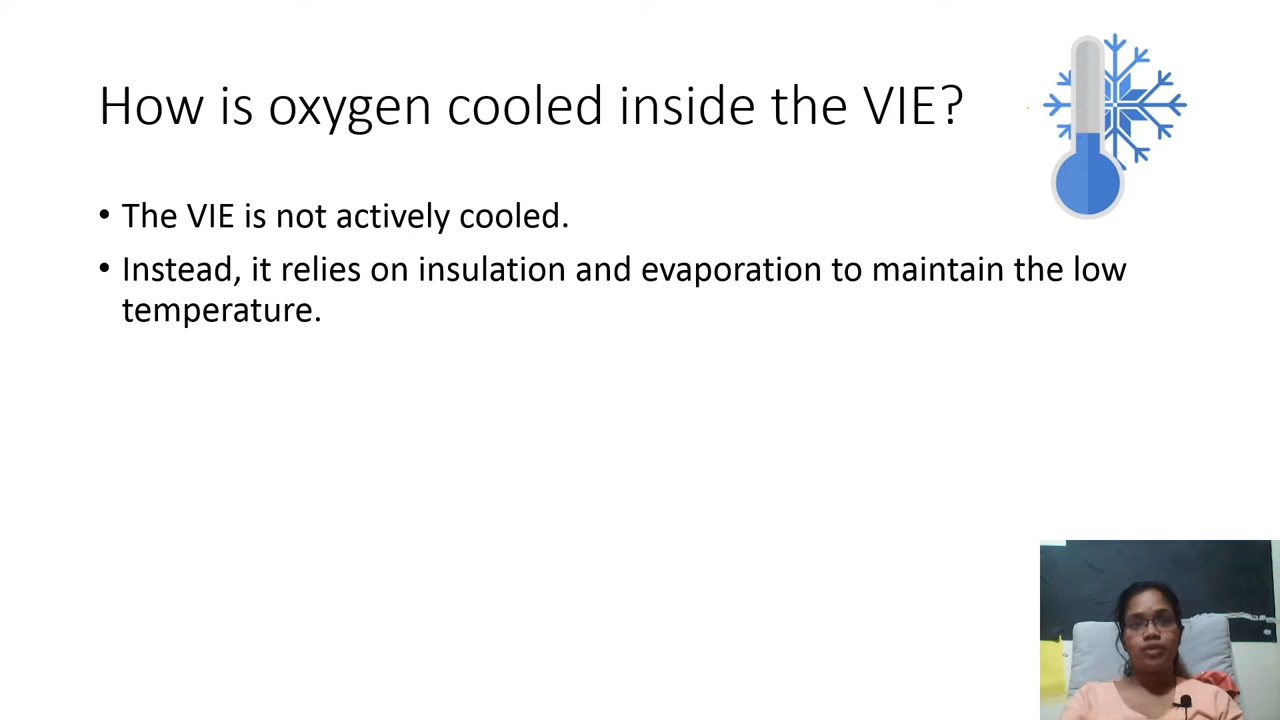 How is oxygen cooled inside the VIE?
• The VIE is not actively cooled.
• Instead, it relies on insulation and evaporation to maintain the low
temperature.